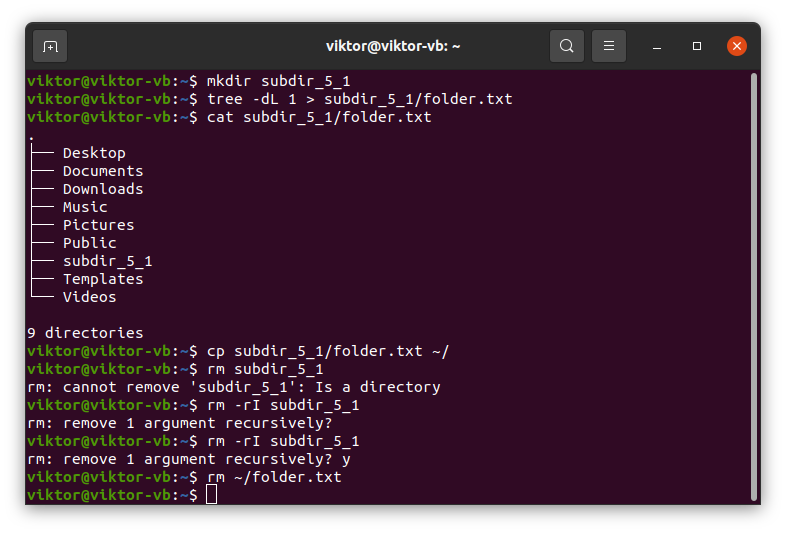 viktor@viktor-vb: ~
viktor@viktor-vb:~$ mkdir subdir_5_1
viktor@viktor-vb:~$ tree -dL 1 > subdir_5_1/folder.txt
viktor@viktor-vb:~$ cat subdir_5_1/folder.txt
.
├── Desktop
├── Documents
├── Downloads
├── Music
├── Pictures
├── Public
├── subdir_5_1
├── Templates
└── Videos
9 directories
viktor@viktor-vb:~$ cp subdir_5_1/folder.txt ~/
viktor@viktor-vb:~$ rm subdir_5_1
rm: cannot remove 'subdir_5_1': Is a directory
viktor@viktor-vb:~$ rm -rI subdir_5_1
rm: remove 1 argument recursively?
viktor@viktor-vb:~$ rm -rI subdir_5_1
rm: remove 1 argument recursively? y
viktor@viktor-vb:~$ rm ~/folder.txt
viktor@viktor-vb:~$